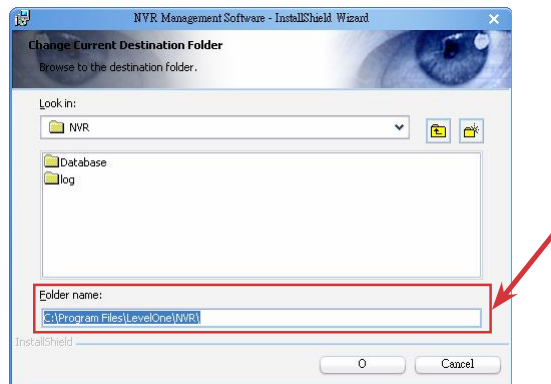 NVR Management Software - InstallShield Wizard
Change Current Destination Folder
Browse to the destination folder.
Look in:
NVR
Database
log
Folder name:
C:\Program Files\LevelOne\NVR\
InstallShield
O
Cancel